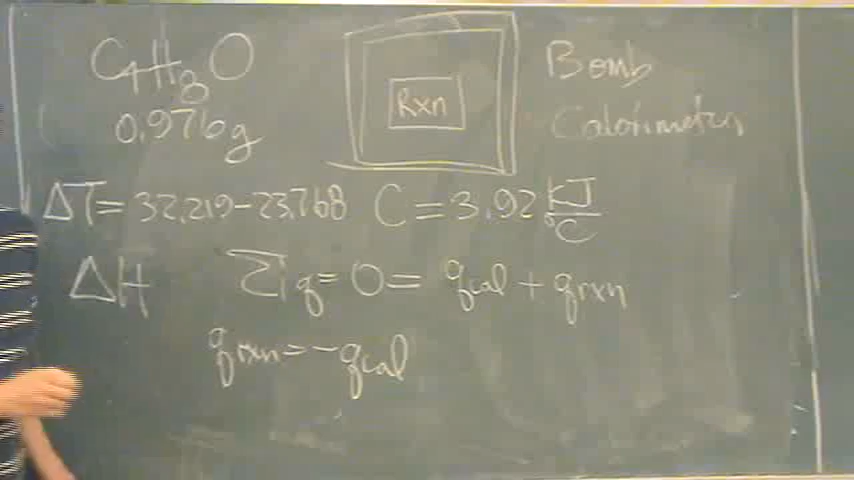 C4H8O
0.976g
Rxn
Bomb
Calorimetry
ΔT = 32.219-23.768 C = 3.92 KJ/°C
ΔH Σq = 0 = qcal + qrxn
qrxn = -qcal